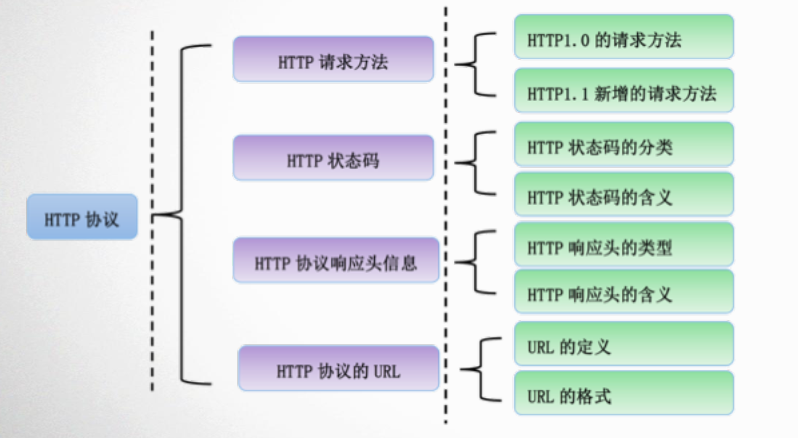 HTTP 协议
HTTP 请求方法
HTTP1.0 的请求方法
HTTP1.1 新增的请求方法
HTTP 状态码
HTTP 状态码的分类
HTTP 状态码的含义
HTTP 协议响应头信息
HTTP 响应头的类型
HTTP 响应头的含义
HTTP 协议的 URL
URL 的定义
URL 的格式